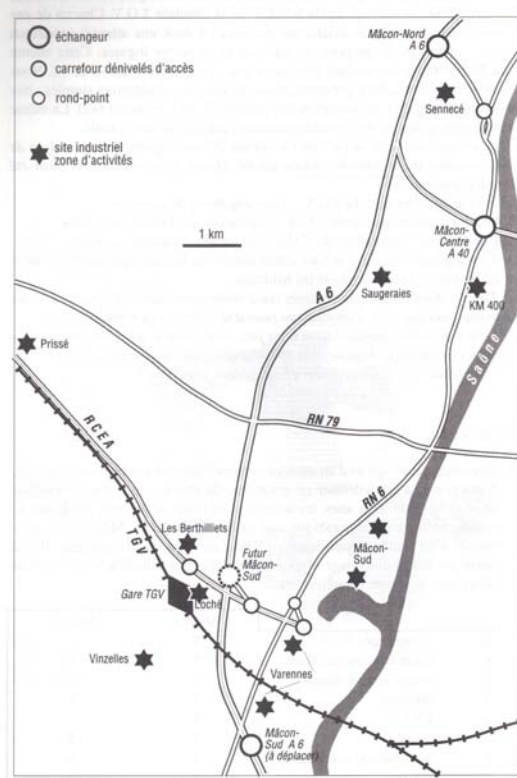 échangeur
carrefour dénivelés d'accès
rond-point
site industriel
zone d'activités
1 km
Mâcon-Nord
A 6
Sennecé
Mâcon-
Centre
A 40
KM 400
Saugeraies
A 6
Saône
Prissé
RCEA
RN 79
TGV
RN 6
Les Berthilliets
Futur
Mâcon-
Sud
Mâcon-
Sud
Gare TGV
Loché
Vinzelles
Varennes
Mâcon-
Sud A 6
(à déplacer)